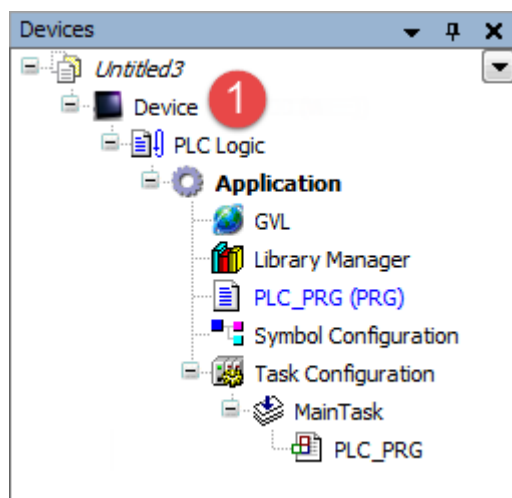 Devices
Untitled3
Device 1
PLC Logic
Application
GVL
Library Manager
PLC_PRG (PRG)
Symbol Configuration
Task Configuration
MainTask
PLC_PRG